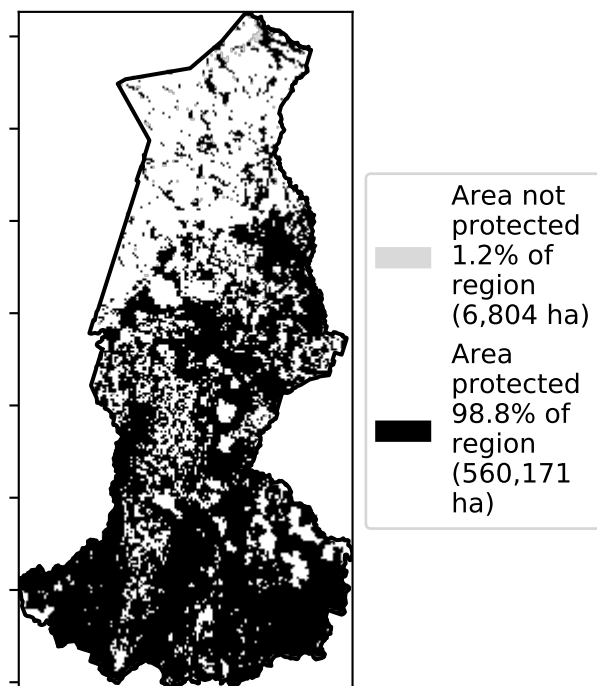 Area not
protected
1.2% of
region
(6,804 ha)
Area
protected
98.8% of
region
(560,171
ha)